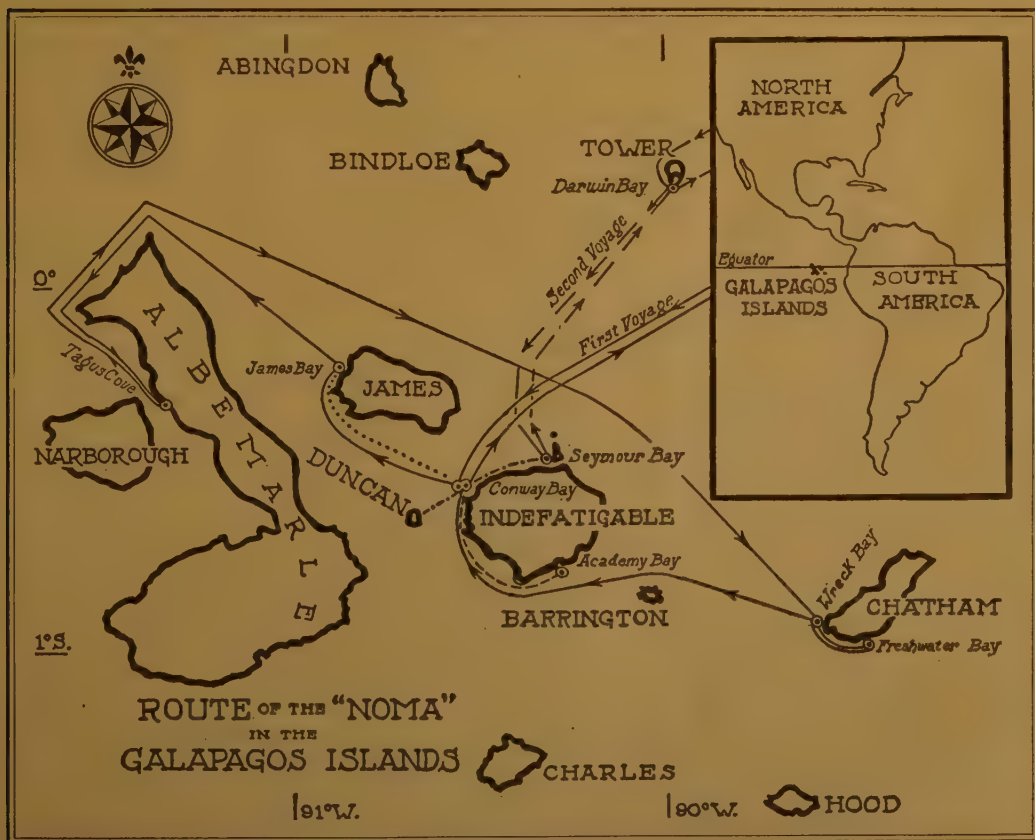 ABINGDON
BINDLOE
TOWER
Darwin Bay
NORTH
AMERICA
Equator
GALAPAGOS
ISLANDS
SOUTH
AMERICA
0°
Second Voyage
First Voyage
ALBEMARLE
Tagus Cove
James Bay
JAMES
NARBOROUGH
DUNCAN
Seymour Bay
Conway Bay
INDEFATIGABLE
Academy Bay
BARRINGTON
Wreck Bay
CHATHAM
Freshwater Bay
1°S.
ROUTE OF THE "NOMA"
IN THE
GALAPAGOS ISLANDS
CHARLES
HOOD
91°W.
90°W.